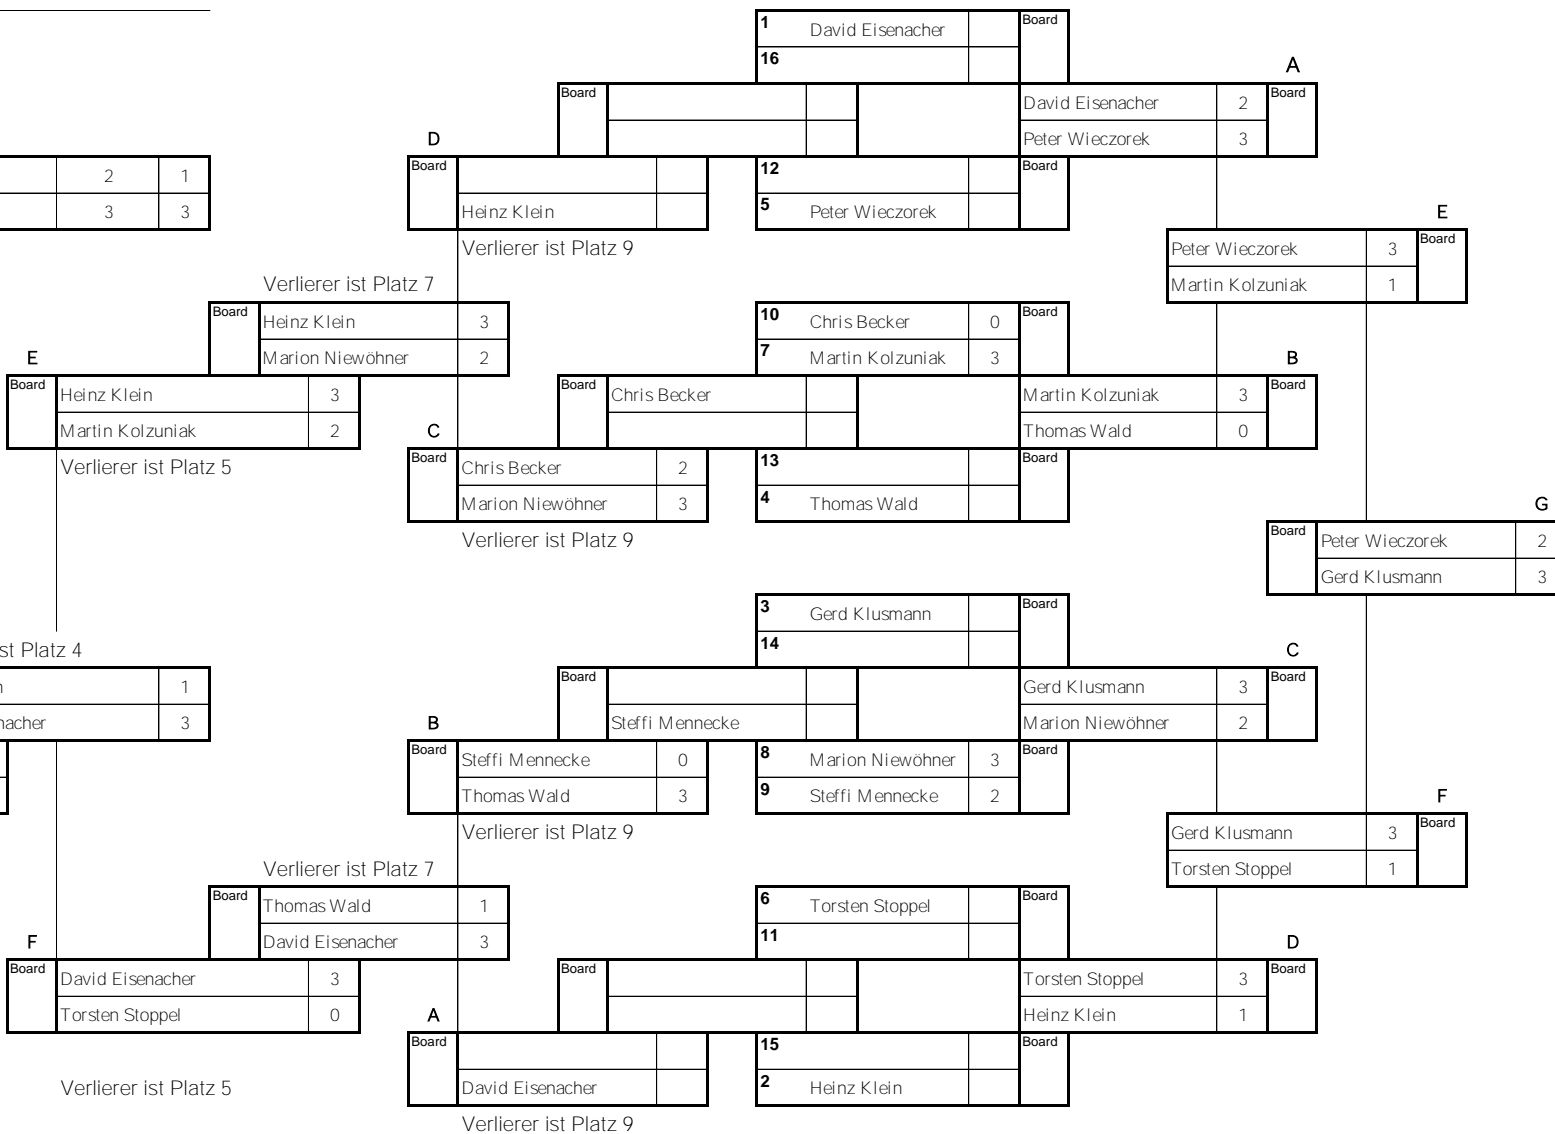 1 David Eisenacher Board
16
A
Board
David Eisenacher 2 Board
Peter Wieczorek 3
D
2 1
Board
12 Board
3 3
Heinz Klein
5 Peter Wieczorek
E
Verlierer ist Platz 9
Peter Wieczorek 3 Board
Verlierer ist Platz 7
Martin Kolzuniak 1
Board Heinz Klein 3
10 Chris Becker 0 Board
E
Marion Niewöhner 2
7 Martin Kolzuniak 3
B
Board Heinz Klein 3
Board Chris Becker
Martin Kolzuniak 3 Board
Martin Kolzuniak 2
C
Thomas Wald 0
Verlierer ist Platz 5
Board Chris Becker 2
13 Board
Marion Niewöhner 3
4 Thomas Wald
G
Verlierer ist Platz 9
Board Peter Wieczorek 2
Gerd Klusmann 3
3 Gerd Klusmann Board
st Platz 4
14
C
n 1
Board
Gerd Klusmann 3 Board
nacher 3
B
Steffi Mennecke
Marion Niewöhner 2
Board Steffi Mennecke 0
8 Marion Niewöhner 3 Board
Thomas Wald 3
9 Steffi Mennecke 2
F
Verlierer ist Platz 9
Gerd Klusmann 3 Board
Verlierer ist Platz 7
Torsten Stoppel 1
Board Thomas Wald 1
6 Torsten Stoppel Board
F
David Eisenacher 3
11
D
Board David Eisenacher 3
Board
Torsten Stoppel 3 Board
Torsten Stoppel 0
A
Heinz Klein 1
Board
15 Board
Verlierer ist Platz 5
David Eisenacher
2 Heinz Klein
Verlierer ist Platz 9